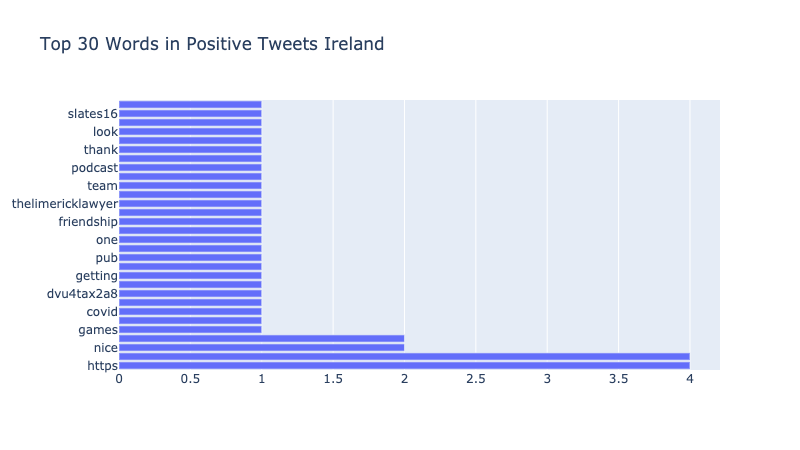 Top 30 Words in Positive Tweets Ireland
slates16
look
thank
podcast
team
thelimericklawyer
friendship
one
pub
getting
dvu4tax2a8
covid
games
nice
https
0 0.5 1 1.5 2 2.5 3 3.5 4